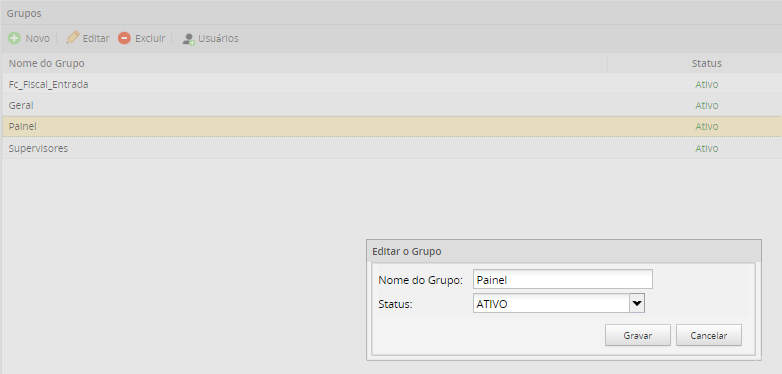 Grupos
Novo Editar Excluir Usuários
Nome do Grupo Status
Fc_Fiscal_Entrada Ativo
Geral Ativo
Painel Ativo
Supervisores Ativo
Editar o Grupo
Nome do Grupo: Painel
Status: ATIVO
Gravar Cancelar